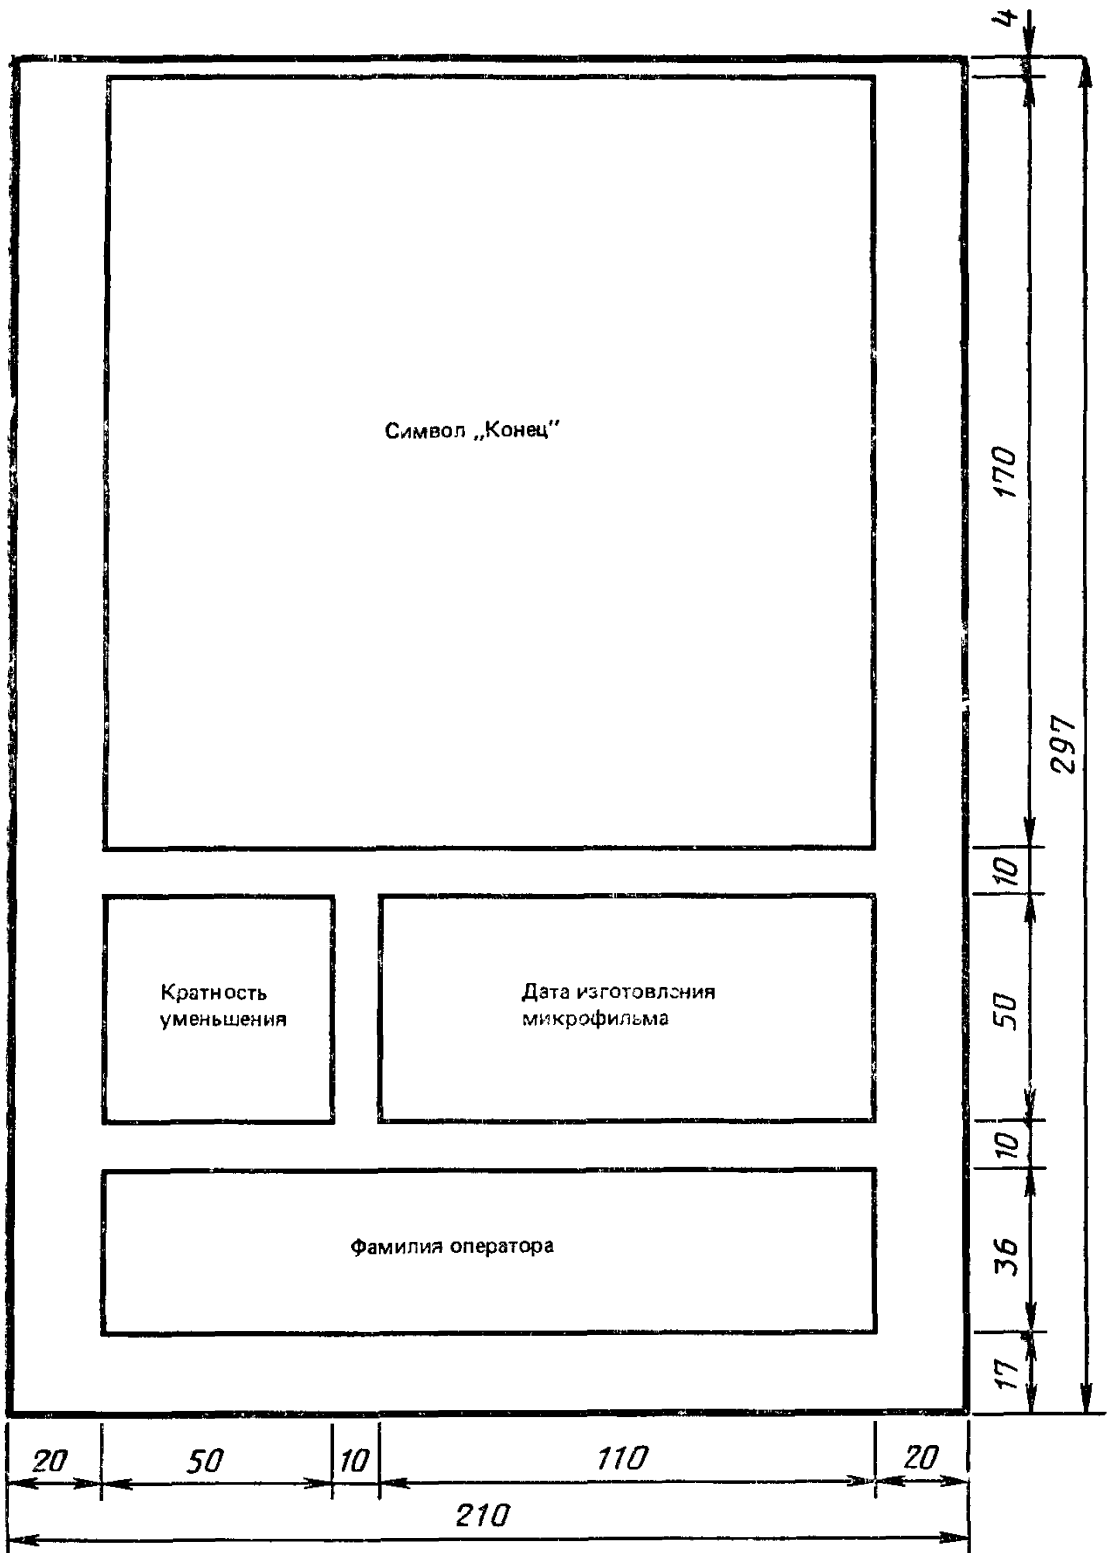 4
Символ „Конец"
170
297
10
Кратность
уменьшения
Дата изготовления
микрофильма
50
10
Фамилия оператора
36
17
20 50 10 110 20
210